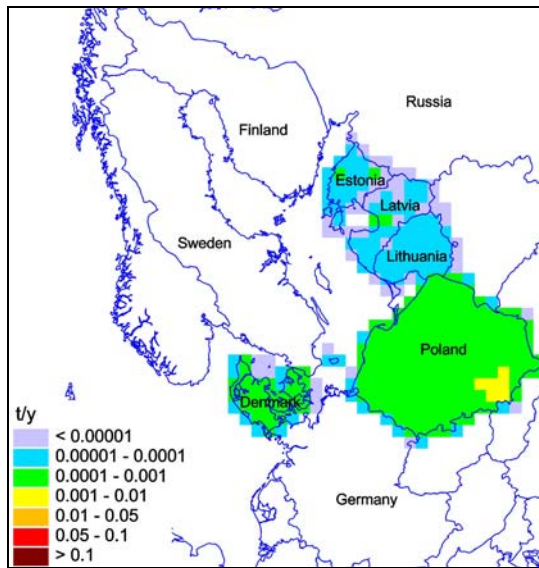 Russia
Finland
Estonia
Latvia
Sweden
Lithuania
Poland
Denmark
t/y
< 0.00001
0.00001 - 0.0001
0.0001 - 0.001
0.001 - 0.01
0.01 - 0.05
0.05 - 0.1
> 0.1
Germany